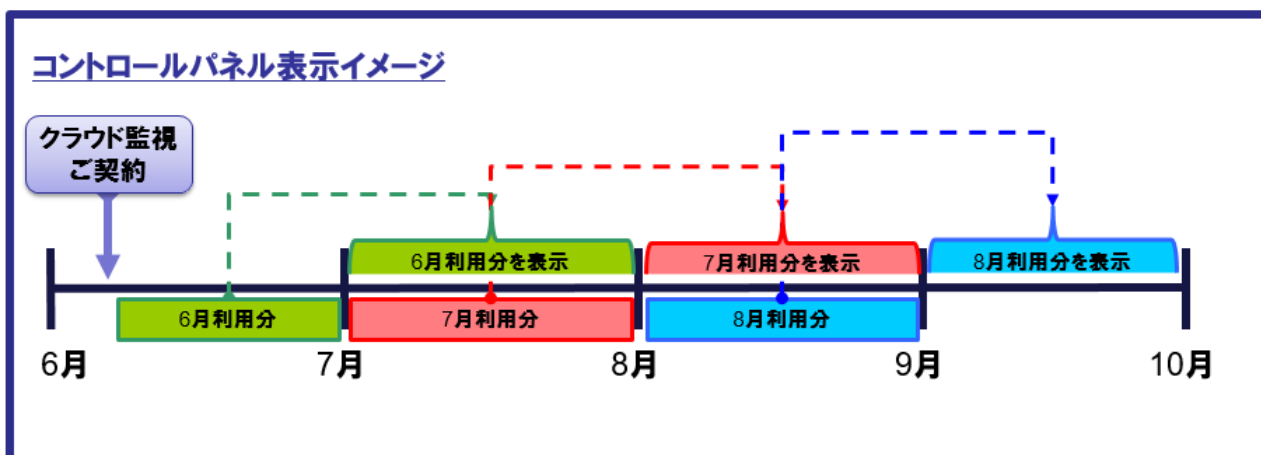 コントロールパネル表示イメージ
クラウド監視
ご契約
6月利用分を表示
7月利用分を表示
8月利用分を表示
6月利用分
7月利用分
8月利用分
6月
7月
8月
9月
10月